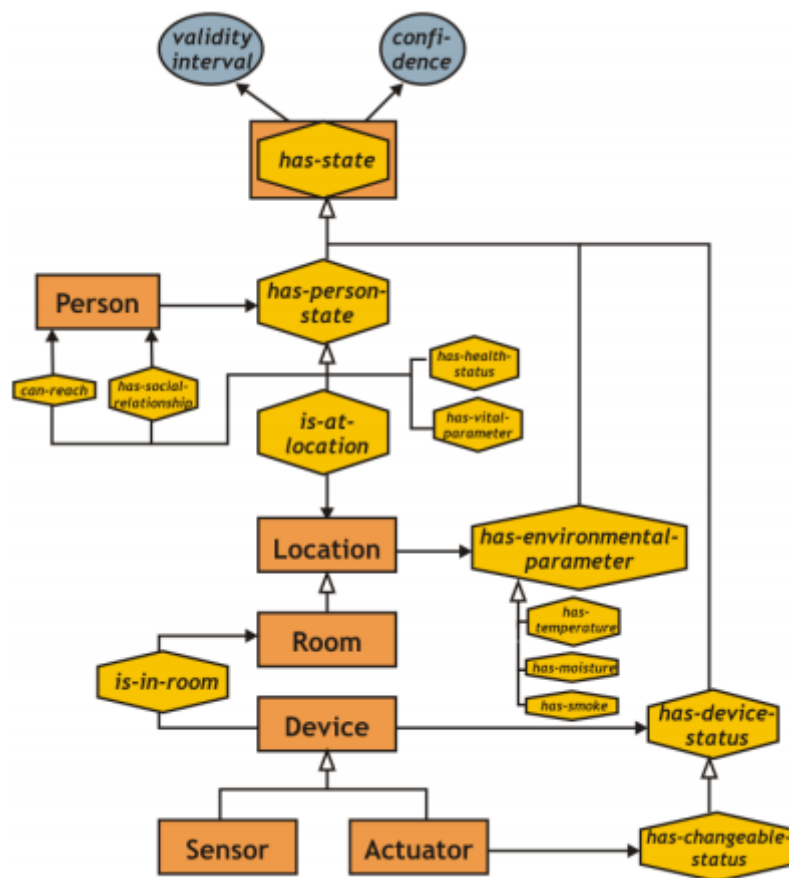 validity
interval
confi-
dence
has-state
Person
has-person-
state
can-reach
has-social-
relationship
has-health-
status
has-vital-
parameter
is-at-
location
Location
has-environmental-
parameter
Room
has-
temperature
has-moisture
has-smoke
is-in-room
Device
has-device-
status
Sensor
Actuator
has-changeable-
status